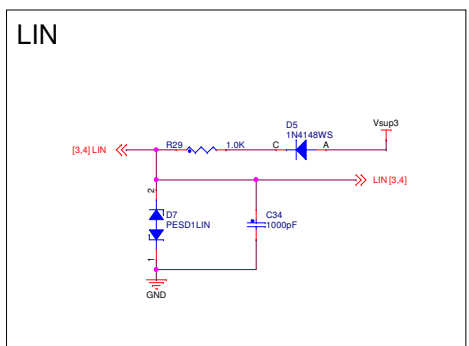 LIN
D5
1N4148WS
Vsup3
[3,4] LIN
R29
1.0K
C
A
LIN [3,4]
2
D7
PESD1LIN
C34
1000pF
1
GND